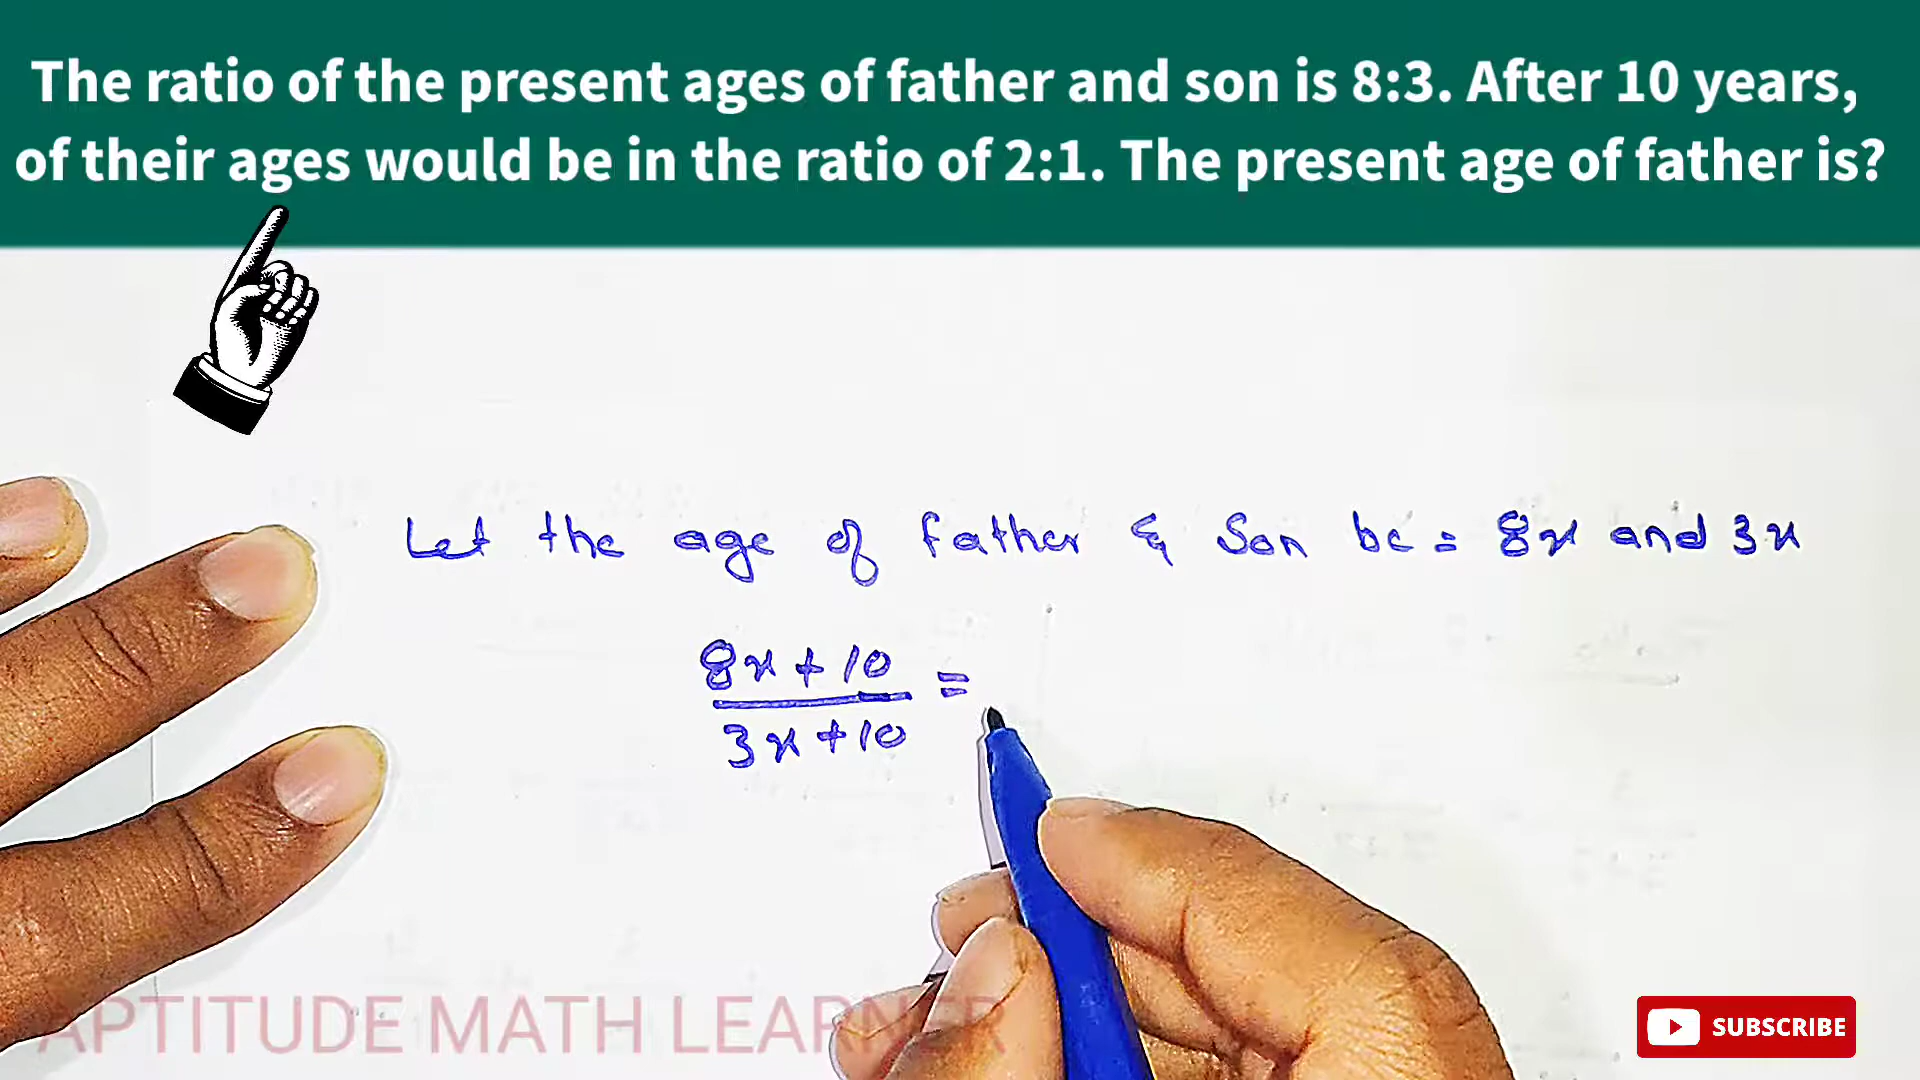 The ratio of the present ages of father and son is 8:3. After 10 years,
of their ages would be in the ratio of 2:1. The present age of father is?
Let the age of father & Son be = 8x and 3x
8x + 10
=
3x + 10
APTITUDE MATH LEARNER
SUBSCRIBE